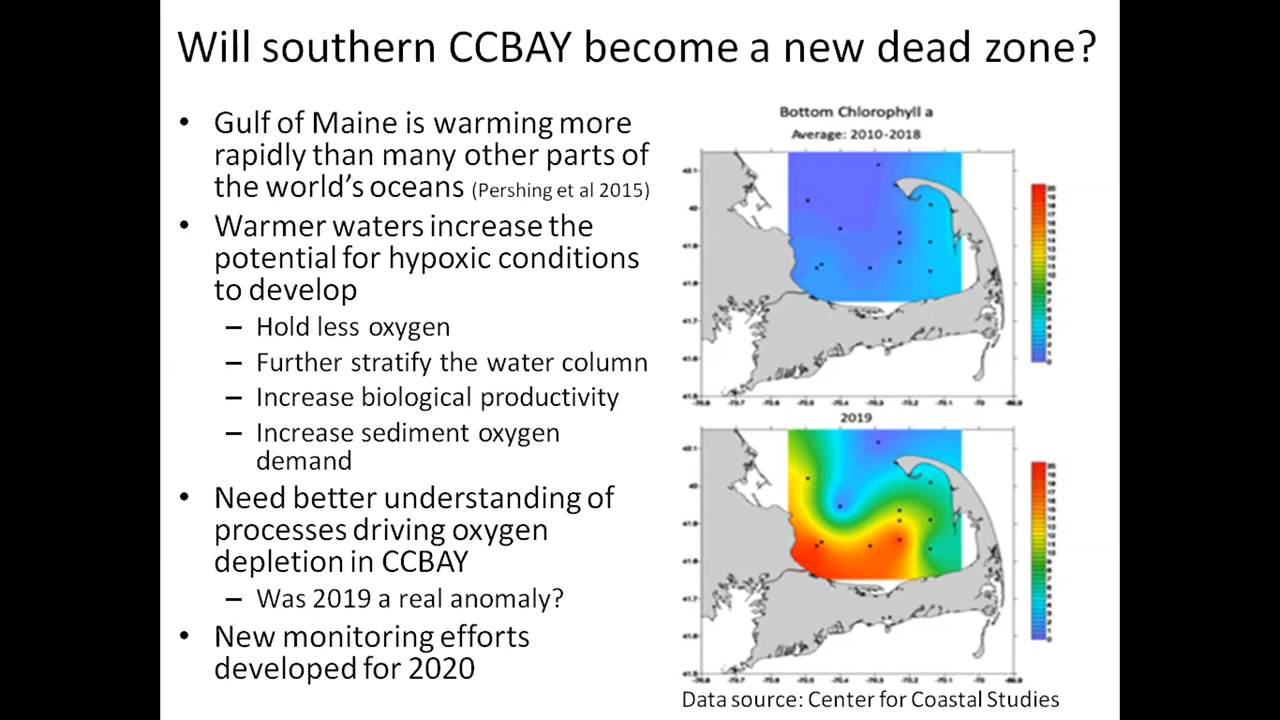 Will southern CCBAY become a new dead zone?
• Gulf of Maine is warming more
rapidly than many other parts of
the world's oceans (Pershing et al 2015)
• Warmer waters increase the
potential for hypoxic conditions
to develop
– Hold less oxygen
– Further stratify the water column
– Increase biological productivity
– Increase sediment oxygen
demand
• Need better understanding of
processes driving oxygen
depletion in CCBAY
– Was 2019 a real anomaly?
• New monitoring efforts
developed for 2020
Bottom Chlorophyll a
Average: 2010-2018
2019
Data source: Center for Coastal Studies